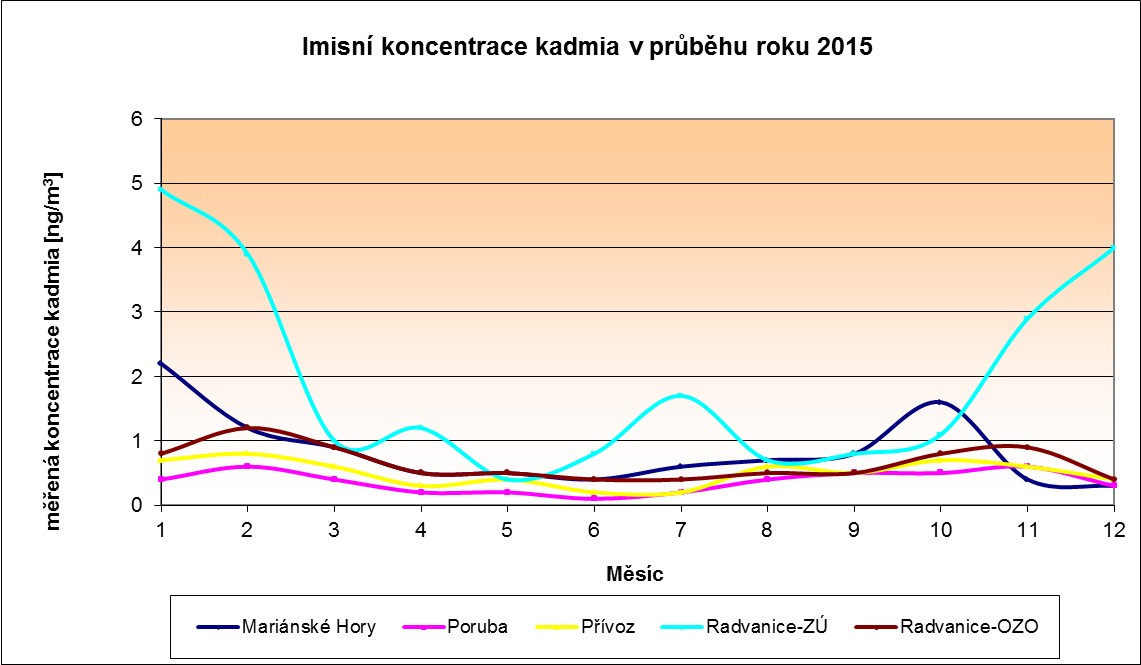 Imisní koncentrace kadmia v průběhu roku 2015
měřená koncentrace kadmia [ng/m³]
6
5
4
3
2
1
0
1 2 3 4 5 6 7 8 9 10 11 12
Měsíc
Mariánské Hory Poruba Přívoz Radvanice-ZÚ Radvanice-OZO